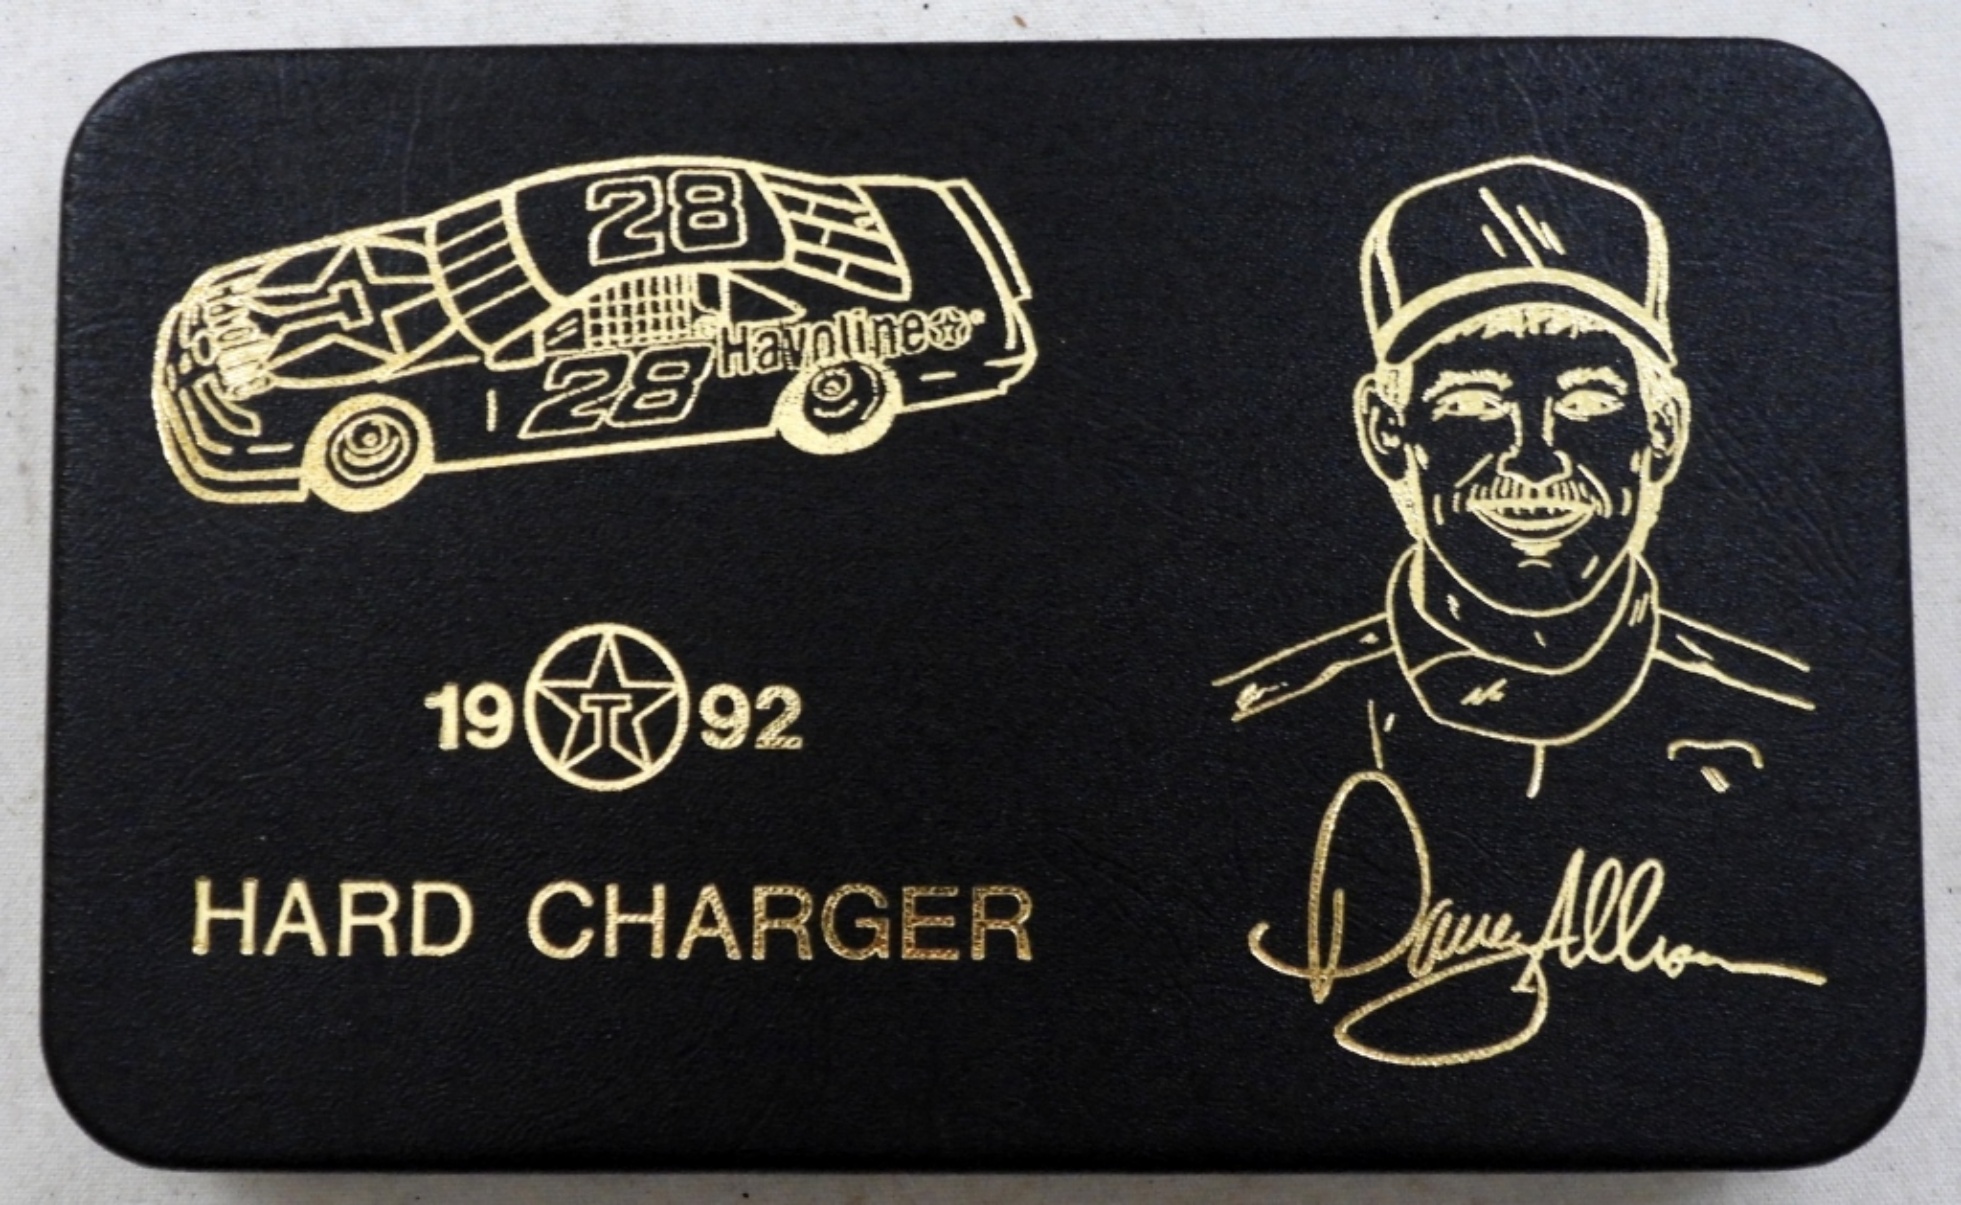 28
28 Havoline
19 T 92
HARD CHARGER
Davey Allison